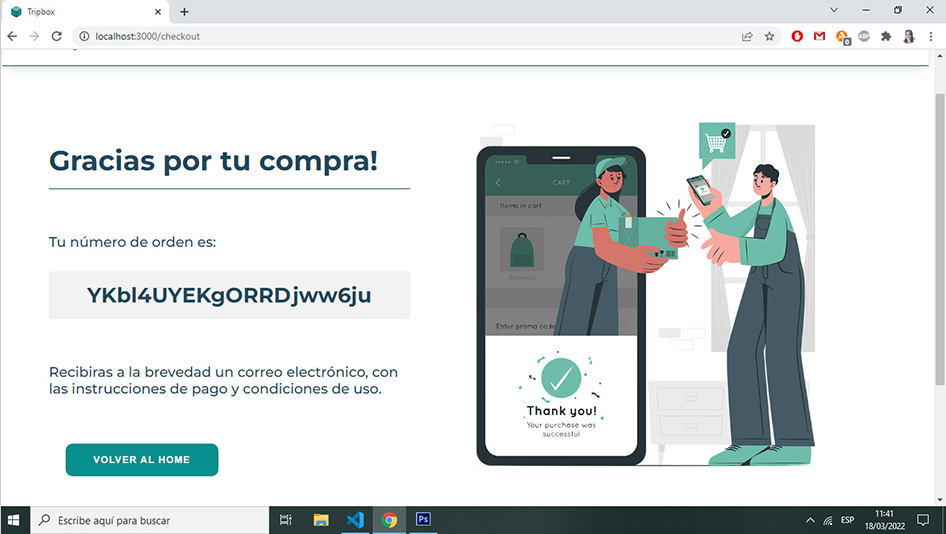 Tripbox
localhost:3000/checkout
Gracias por tu compra!
Tu número de orden es:
YKbl4UYEKgORRDjww6ju
Recibiras a la brevedad un correo electrónico, con
las instrucciones de pago y condiciones de uso.
VOLVER AL HOME
CART
Items in cart
Enter promo code
Thank you!
Your purchase was
successful
Escribe aquí para buscar
Ps
ESP
11:41
18/03/2022